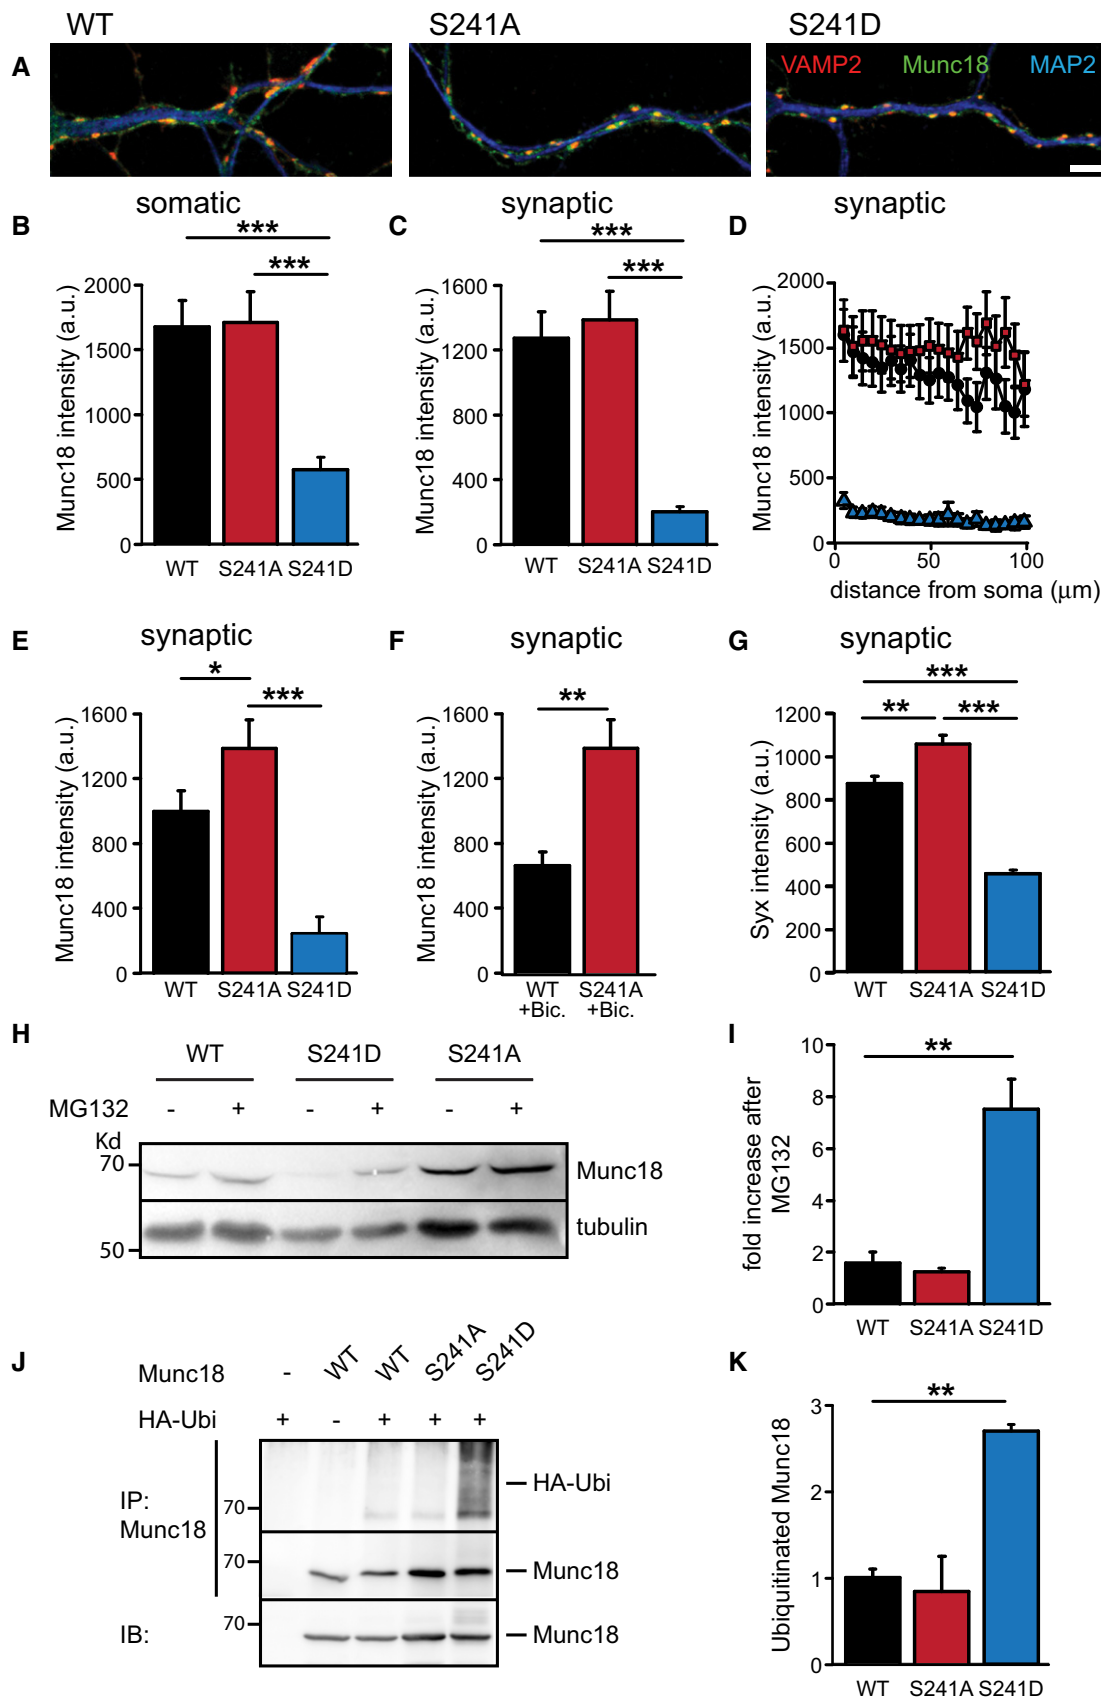 WT S241A S241D
A VAMP2 Munc18 MAP2
somatic synaptic synaptic
B
***
***
Munc18 intensity (a.u.)
2000
1500
1000
500
0
WT S241A S241D
C
***
***
Munc18 intensity (a.u.)
1600
1200
800
400
0
WT S241A S241D
D
Munc18 intensity (a.u.)
2000
1500
1000
500
0
0 50 100
distance from soma (µm)
E synaptic
*
***
Munc18 intensity (a.u.)
1600
1200
800
400
0
WT S241A S241D
F synaptic
**
Munc18 intensity (a.u.)
1600
1200
800
400
0
WT S241A
+Bic. +Bic.
G synaptic
***
** ***
Syx intensity (a.u.)
1200
1000
800
600
400
200
0
WT S241A S241D
H
WT S241D S241A
MG132 - + - + - +
Kd
70
Munc18
tubulin
50
I
**
fold increase after
MG132
10
8
6
4
2
0
WT S241A S241D
J
Munc18 - WT WT S241A S241D
HA-Ubi + - + + +
IP:
Munc18
70
HA-Ubi
70
Munc18
IB:
70
Munc18
K
**
Ubiquitinated Munc18
3
2
1
0
WT S241A S241D